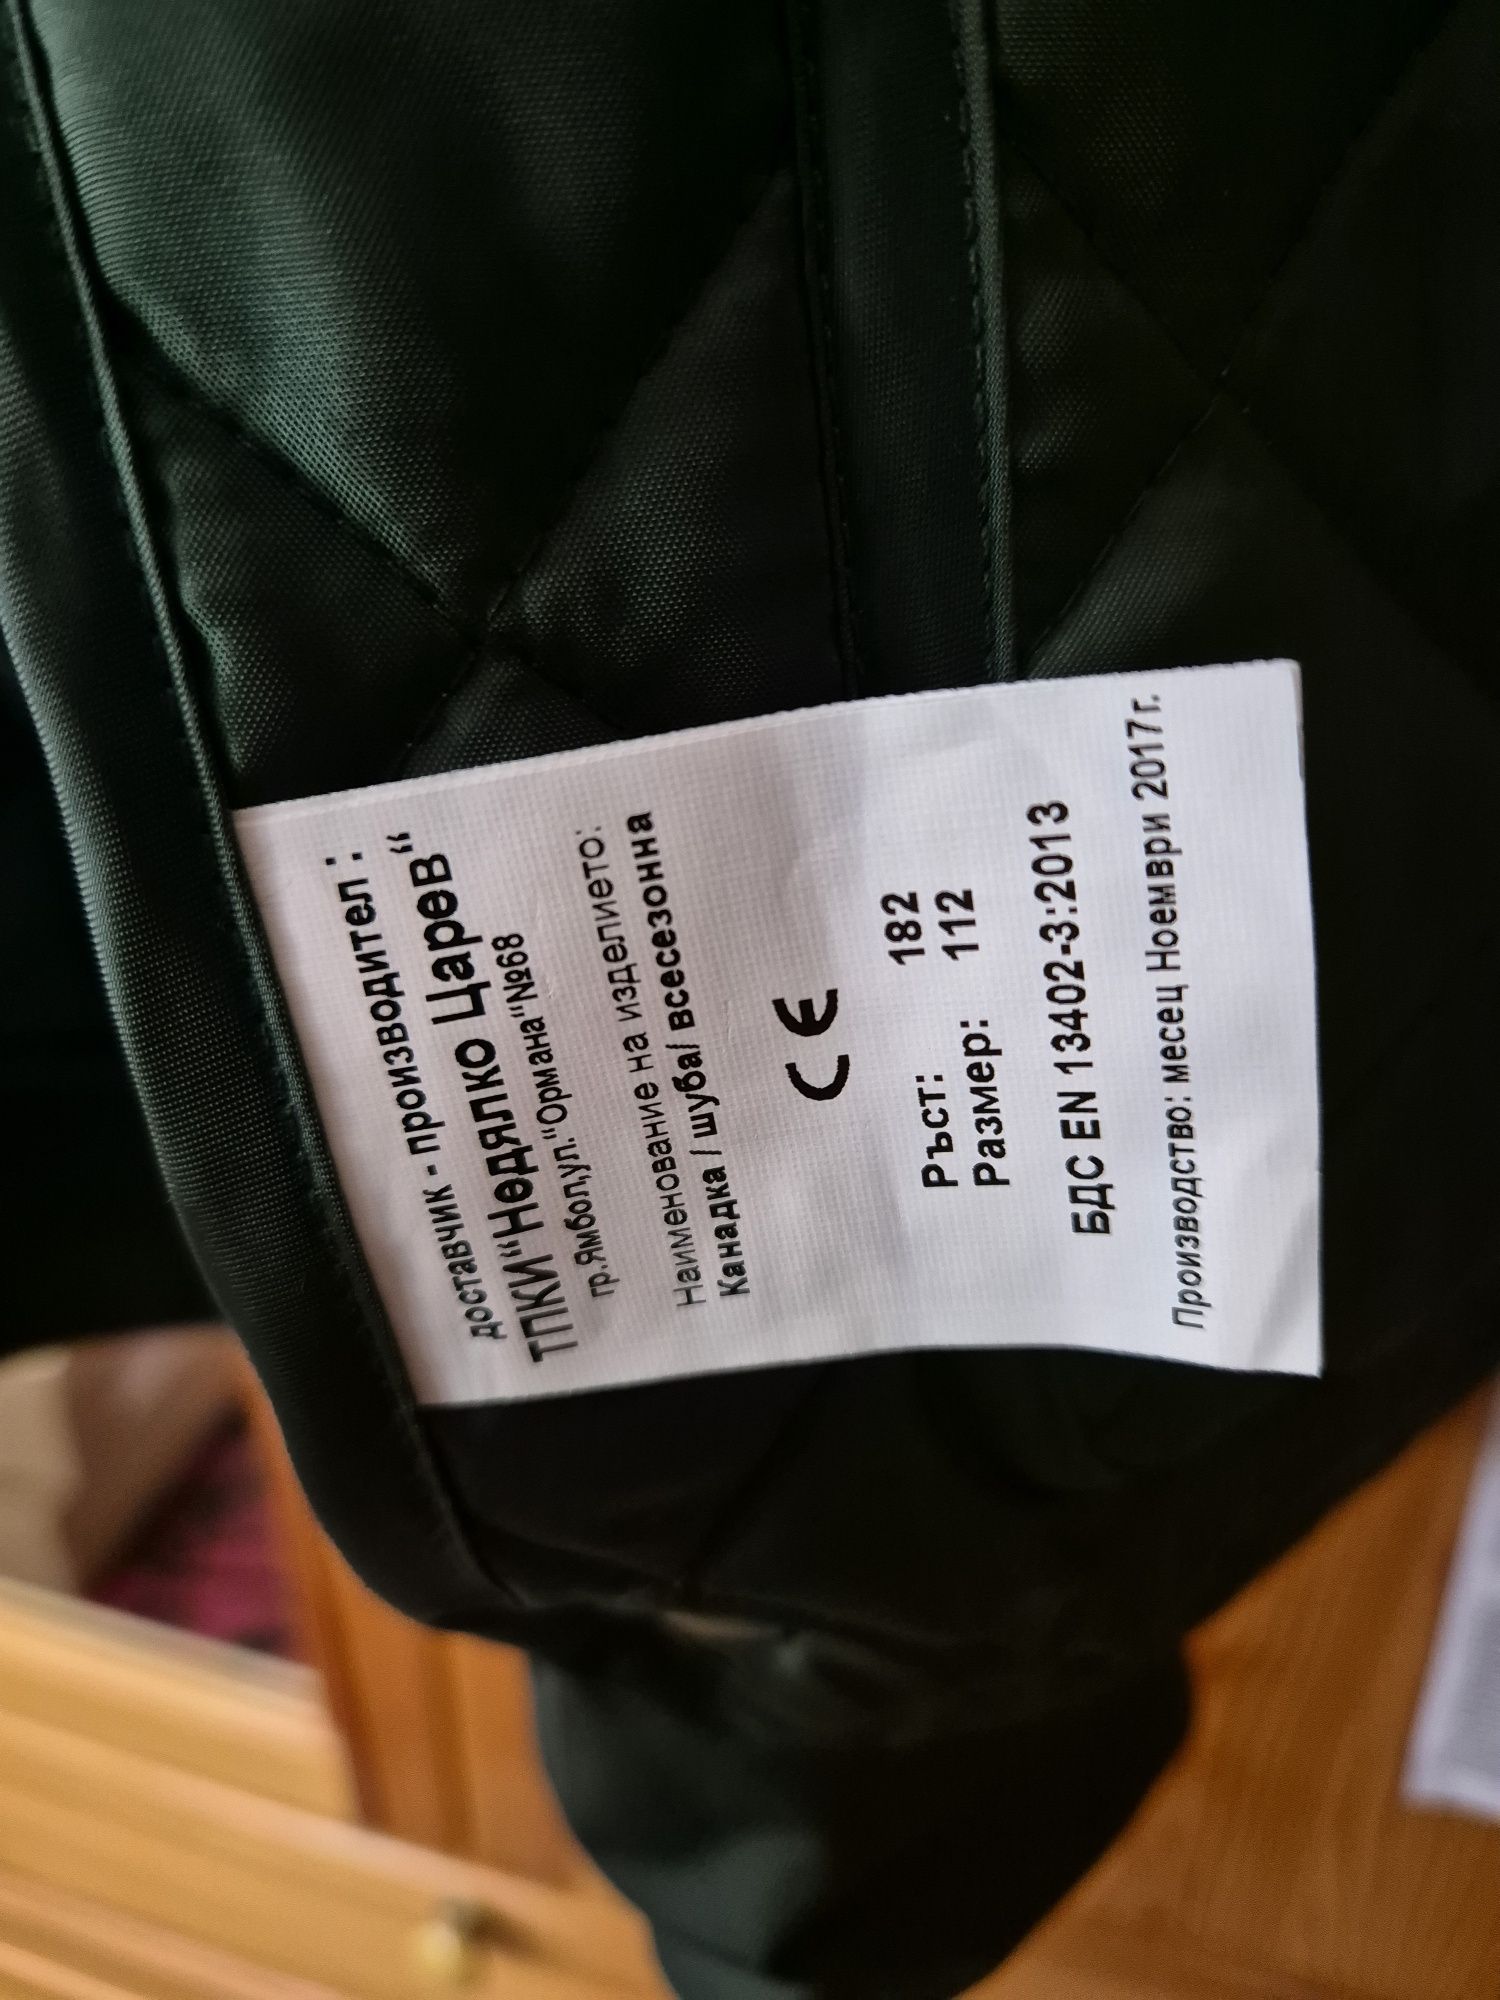 доставчик - производител :
ТПКИ“Недялко Царев“
гр.Ямбол,ул.“Ормана“№68
Наименование на изделието:
Канадка / шуба/ всесезонна
CE
Ръст: 182
Размер: 112
БДС EN 13402-3:2013
Производство: месец Ноември 2017г.